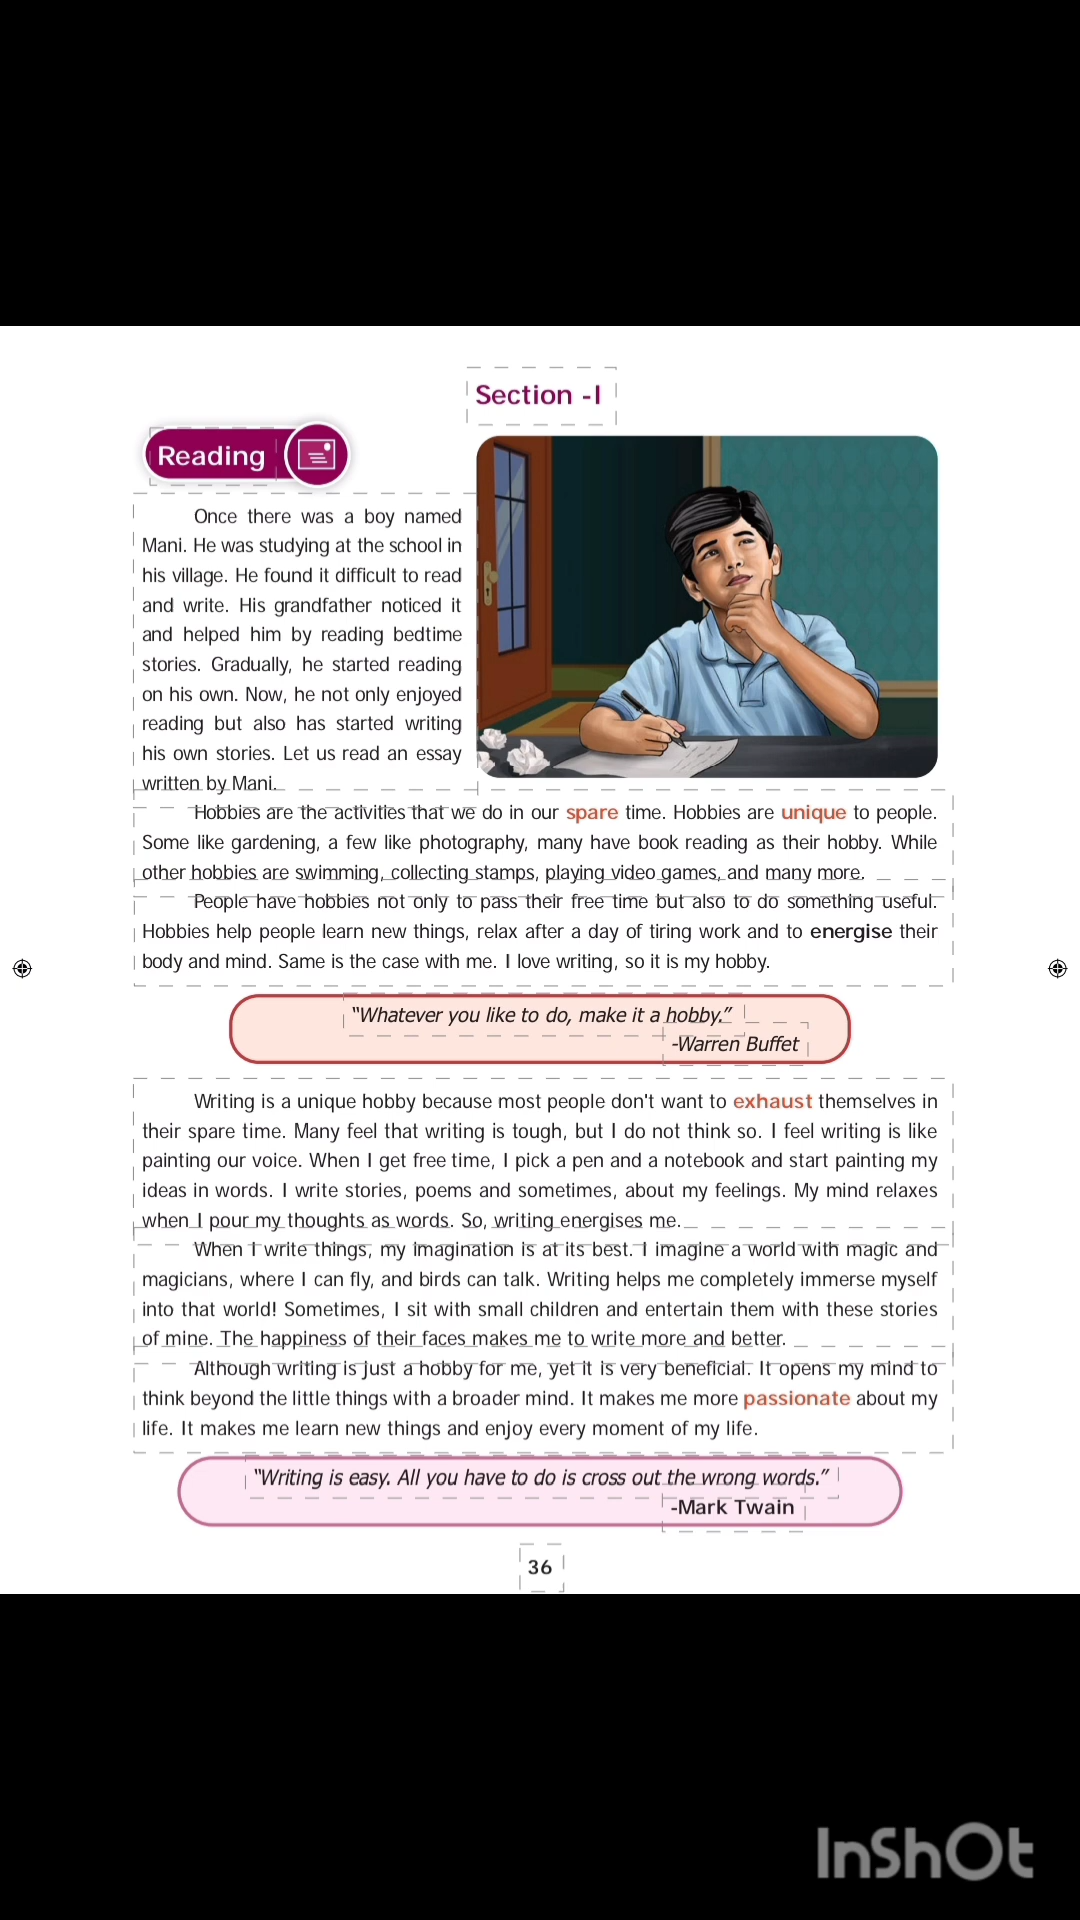 Section -I
Reading
Once there was a boy named
Mani. He was studying at the school in
his village. He found it difficult to read
and write. His grandfather noticed it
and helped him by reading bedtime
stories. Gradually, he started reading
on his own. Now, he not only enjoyed
reading but also has started writing
his own stories. Let us read an essay
written by Mani.
Hobbies are the activities that we do in our spare time. Hobbies are unique to people.
Some like gardening, a few like photography, many have book reading as their hobby. While
other hobbies are swimming, collecting stamps, playing video games, and many more.
People have hobbies not only to pass their free time but also to do something useful.
Hobbies help people learn new things, relax after a day of tiring work and to energise their
body and mind. Same is the case with me. I love writing, so it is my hobby.
“Whatever you like to do, make it a hobby.”
-Warren Buffet
Writing is a unique hobby because most people don't want to exhaust themselves in
their spare time. Many feel that writing is tough, but I do not think so. I feel writing is like
painting our voice. When I get free time, I pick a pen and a notebook and start painting my
ideas in words. I write stories, poems and sometimes, about my feelings. My mind relaxes
when I pour my thoughts as words. So, writing energises me.
When I write things, my imagination is at its best. I imagine a world with magic and
magicians, where I can fly, and birds can talk. Writing helps me completely immerse myself
into that world! Sometimes, I sit with small children and entertain them with these stories
of mine. The happiness of their faces makes me to write more and better.
Although writing is just a hobby for me, yet it is very beneficial. It opens my mind to
think beyond the little things with a broader mind. It makes me more passionate about my
life. It makes me learn new things and enjoy every moment of my life.
“Writing is easy. All you have to do is cross out the wrong words.”
-Mark Twain
36
InShOt